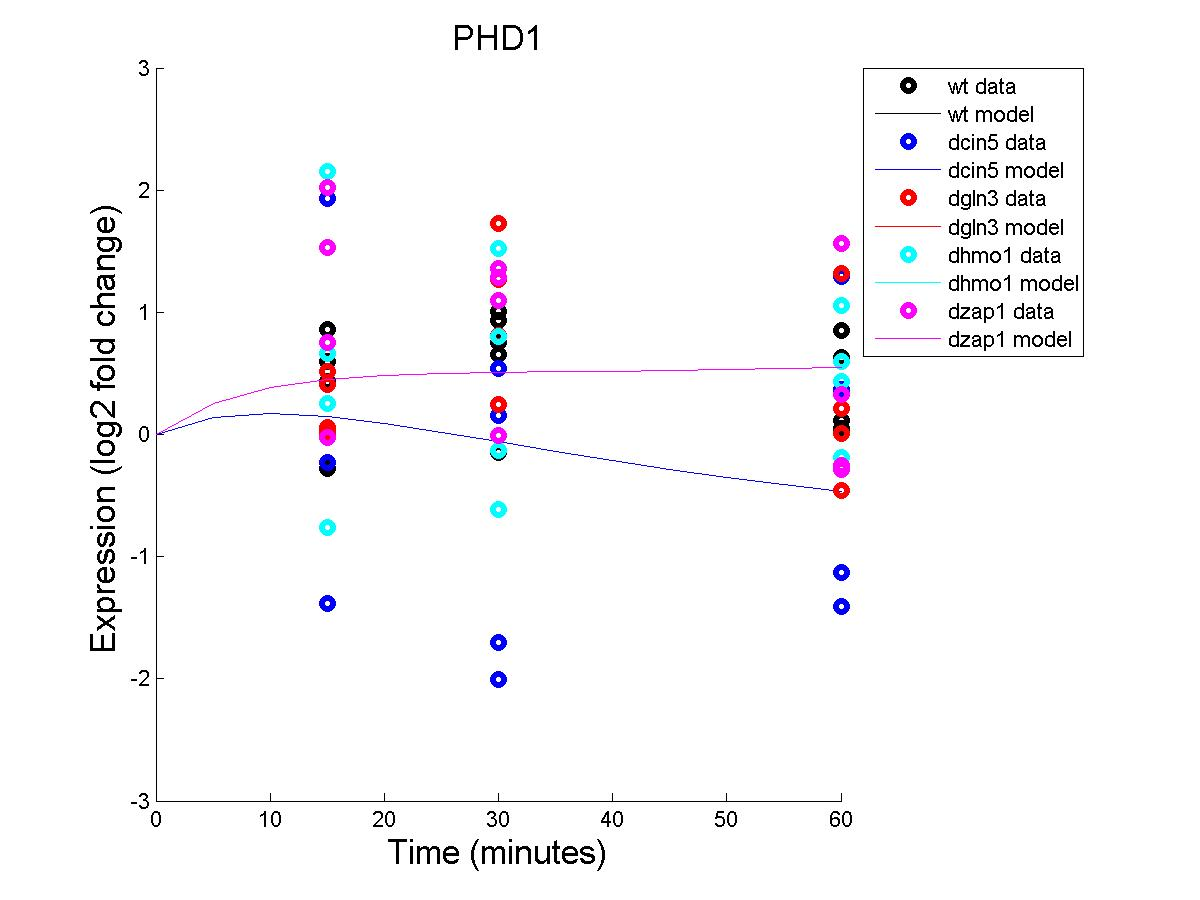 PHD1
Expression (log2 fold change)
3
2
1
0
-1
-2
-3
0
10
20
30
40
50
60
Time (minutes)
wt data
wt model
dcin5 data
dcin5 model
dgln3 data
dgln3 model
dhmo1 data
dhmo1 model
dzap1 data
dzap1 model